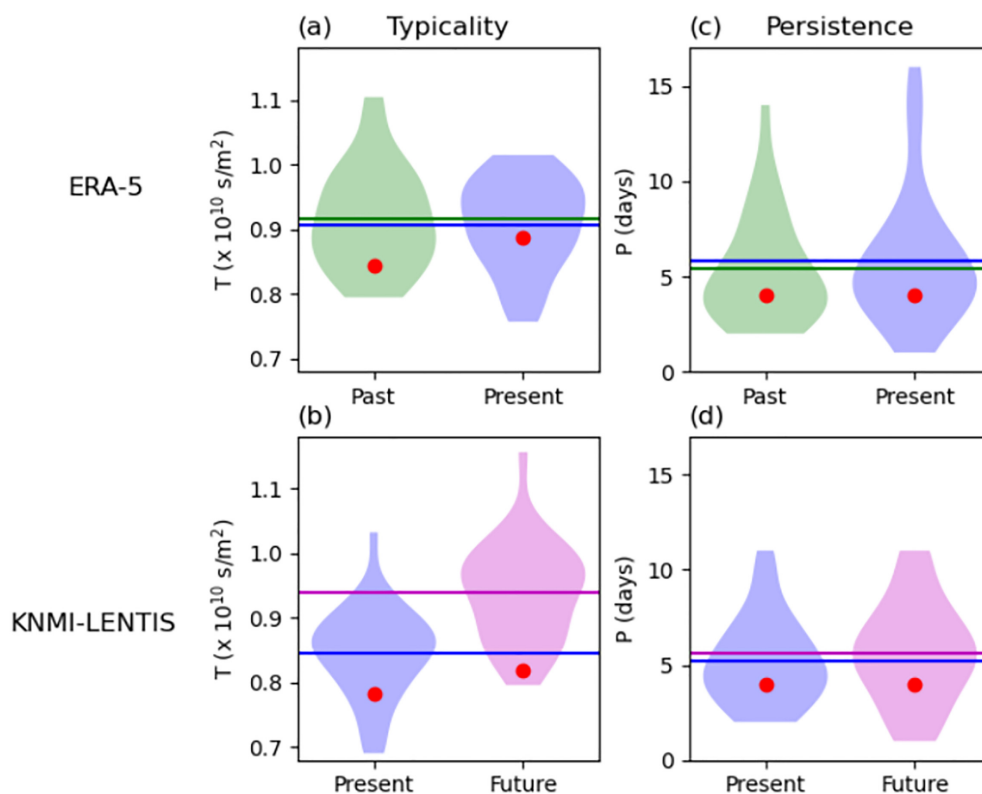 (a) Typicality
(c) Persistence
ERA-5
T (x 10¹⁰ s/m²)
1.1
1.0
0.9
0.8
0.7
Past Present
P (days)
15
10
5
0
Past Present
KNMI-LENTIS
(b)
T (x 10¹⁰ s/m²)
1.1
1.0
0.9
0.8
0.7
Present Future
(d)
P (days)
15
10
5
0
Present Future